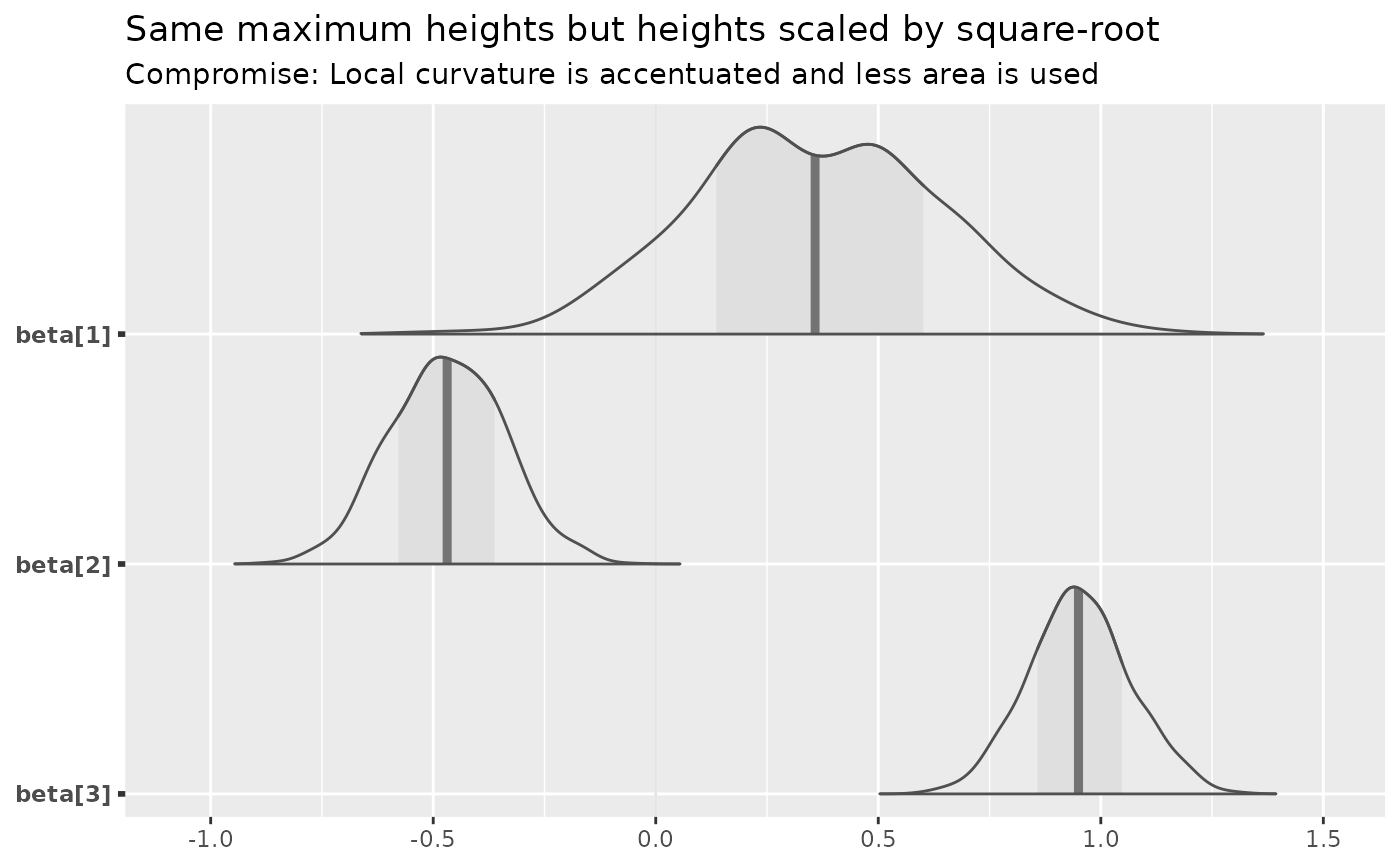 Same maximum heights but heights scaled by square-root
Compromise: Local curvature is accentuated and less area is used
beta[1]
beta[2]
beta[3]
-1.0 -0.5 0.0 0.5 1.0 1.5